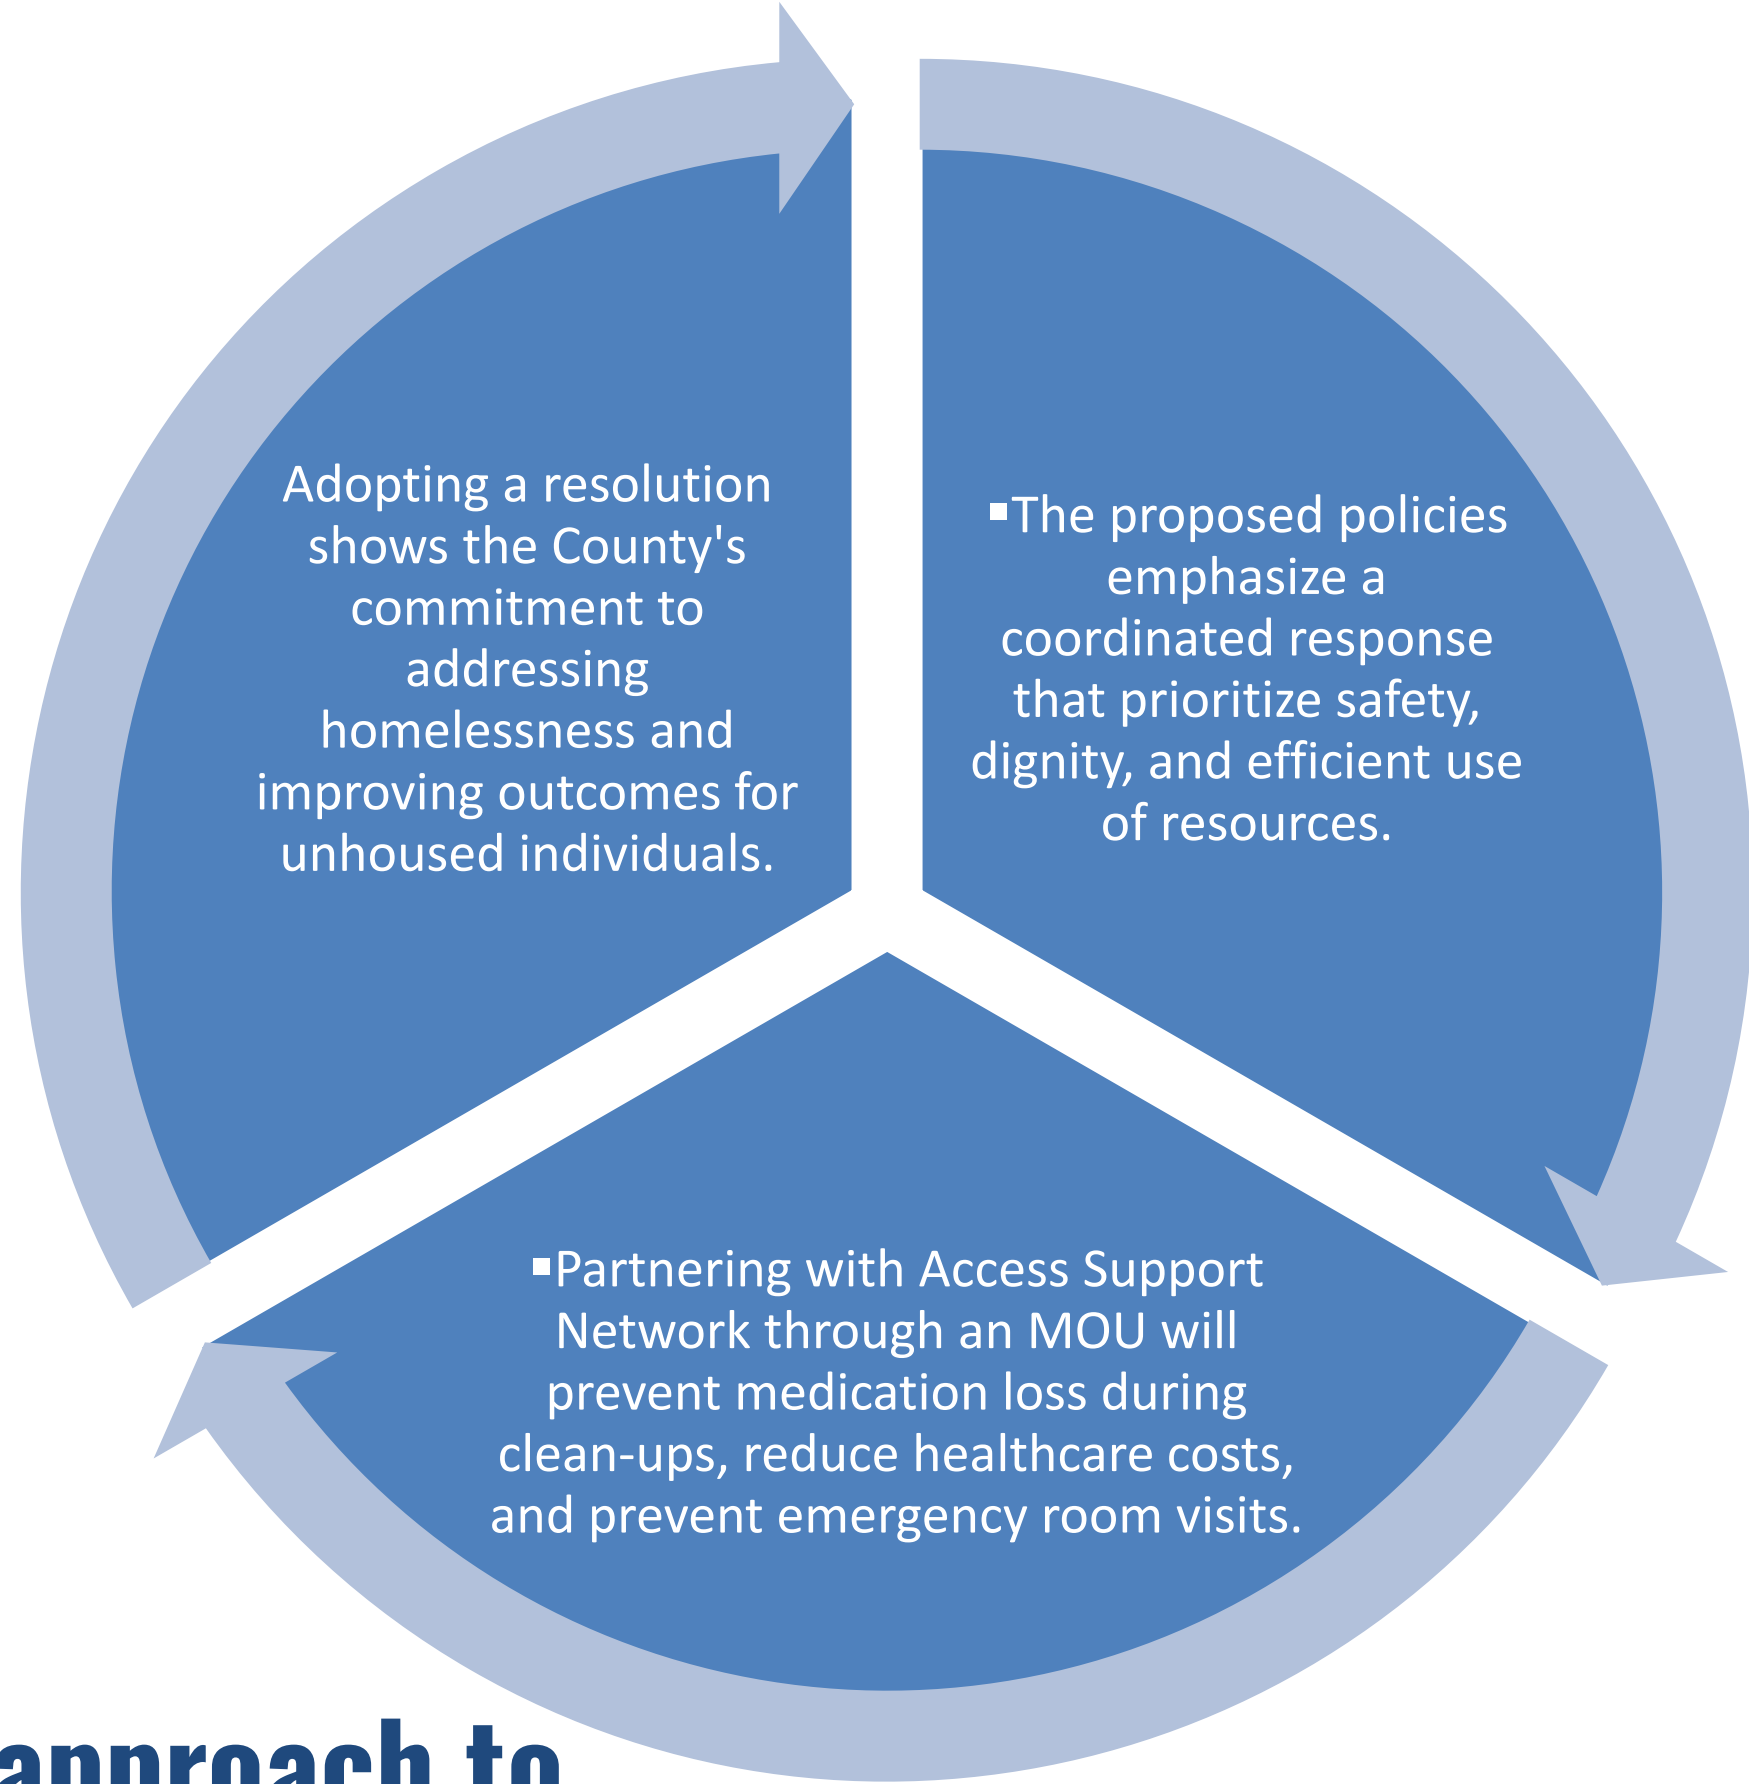 Adopting a resolution
shows the County's
commitment to
addressing
homelessness and
improving outcomes for
unhoused individuals.
▪The proposed policies
emphasize a
coordinated response
that prioritize safety,
dignity, and efficient use
of resources.
▪Partnering with Access Support
Network through an MOU will
prevent medication loss during
clean-ups, reduce healthcare costs,
and prevent emergency room visits.
approach to